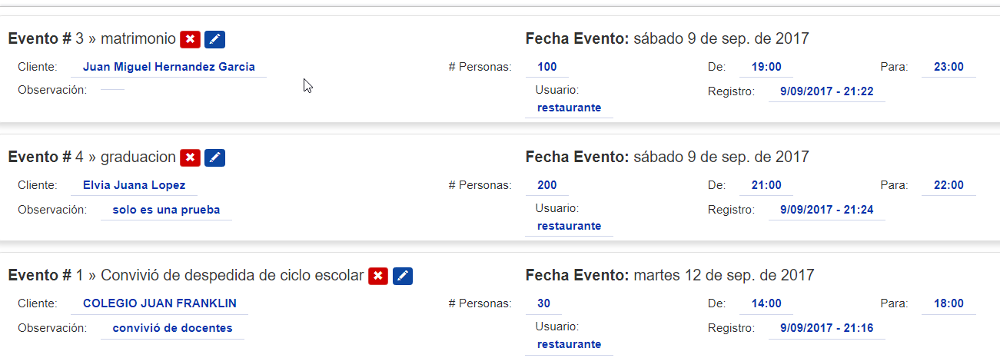 Evento # 3 » matrimonio Fecha Evento: sábado 9 de sep. de 2017
Cliente: Juan Miguel Hernandez Garcia # Personas: 100 De: 19:00 Para: 23:00
Observación: Usuario: Registro: 9/09/2017 - 21:22
restaurante
Evento # 4 » graduacion Fecha Evento: sábado 9 de sep. de 2017
Cliente: Elvia Juana Lopez # Personas: 200 De: 21:00 Para: 22:00
Observación: solo es una prueba Usuario: Registro: 9/09/2017 - 21:24
restaurante
Evento # 1 » Convivió de despedida de ciclo escolar Fecha Evento: martes 12 de sep. de 2017
Cliente: COLEGIO JUAN FRANKLIN # Personas: 30 De: 14:00 Para: 18:00
Observación: convivió de docentes Usuario: Registro: 9/09/2017 - 21:16
restaurante